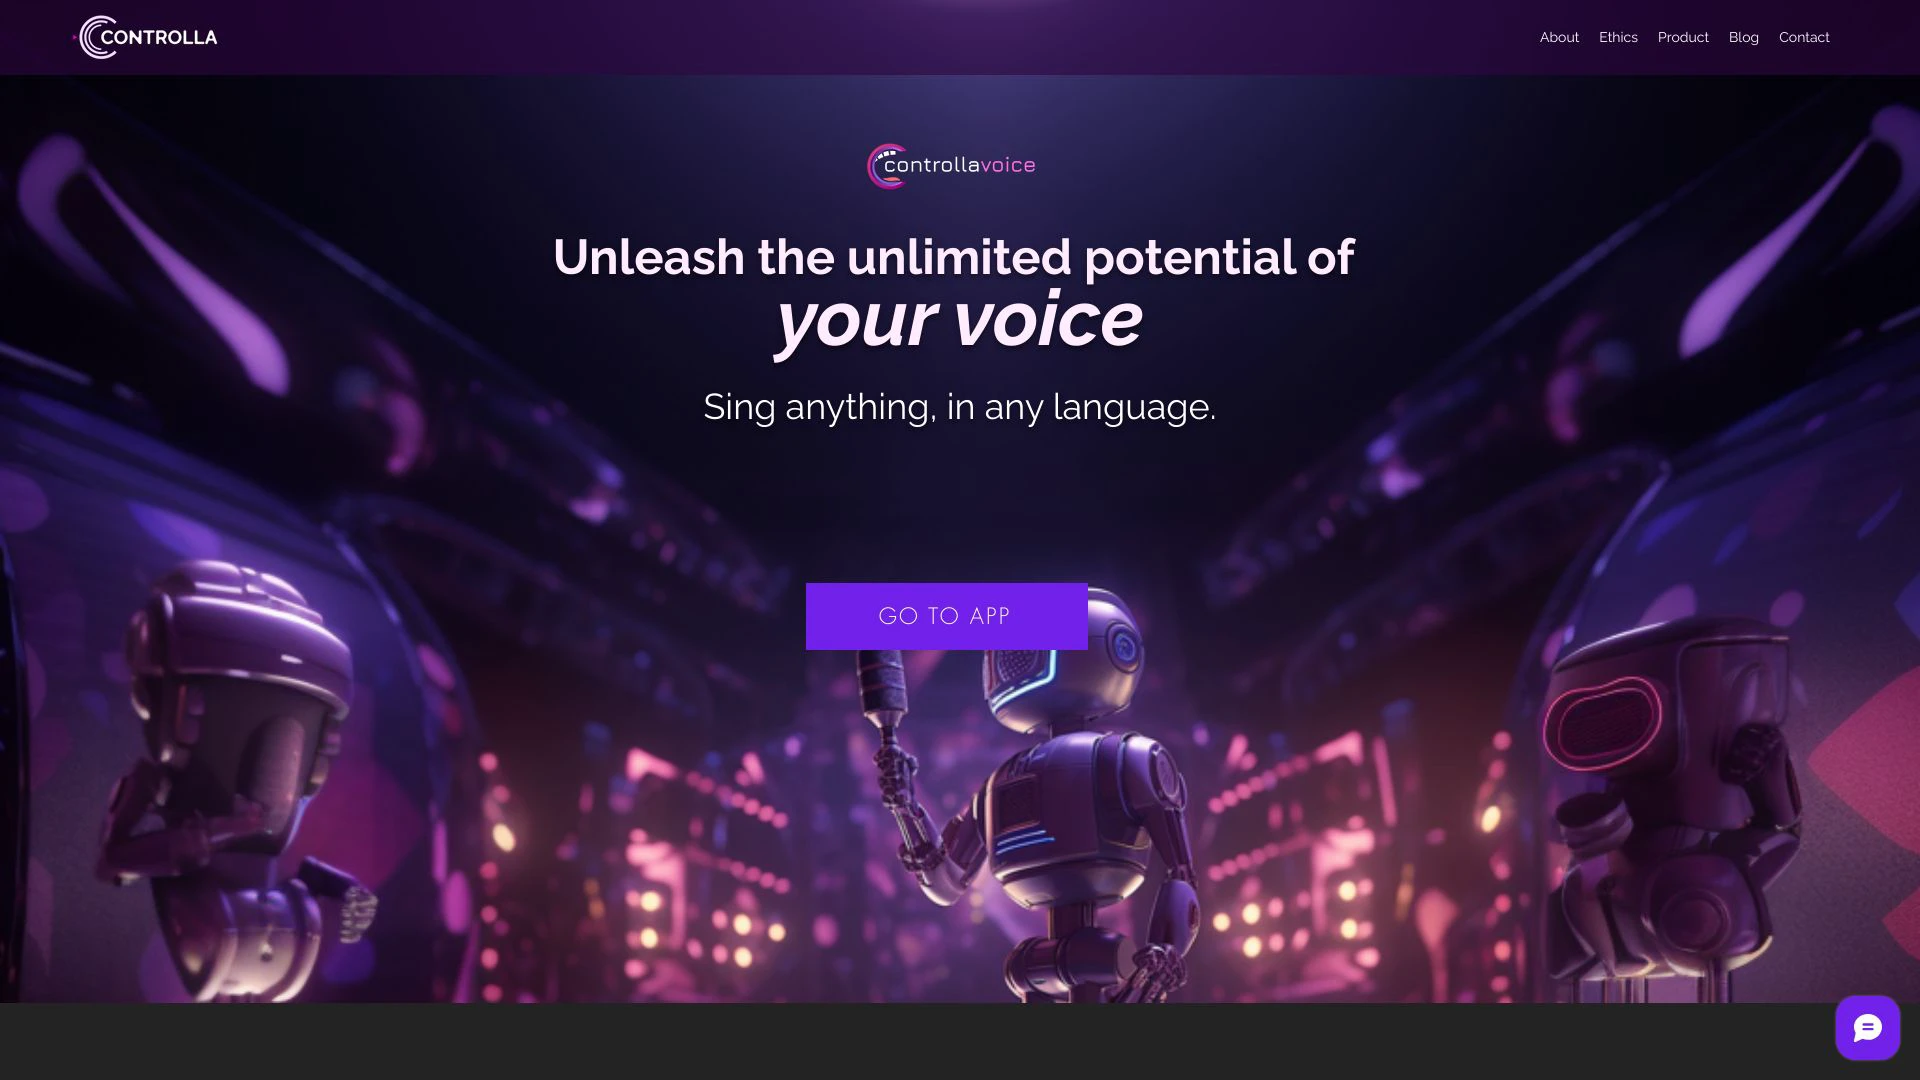 CONTROLLA
About
Ethics
Product
Blog
Contact
controllavoice
Unleash the unlimited potential of
your voice
Sing anything, in any language.
GO TO APP